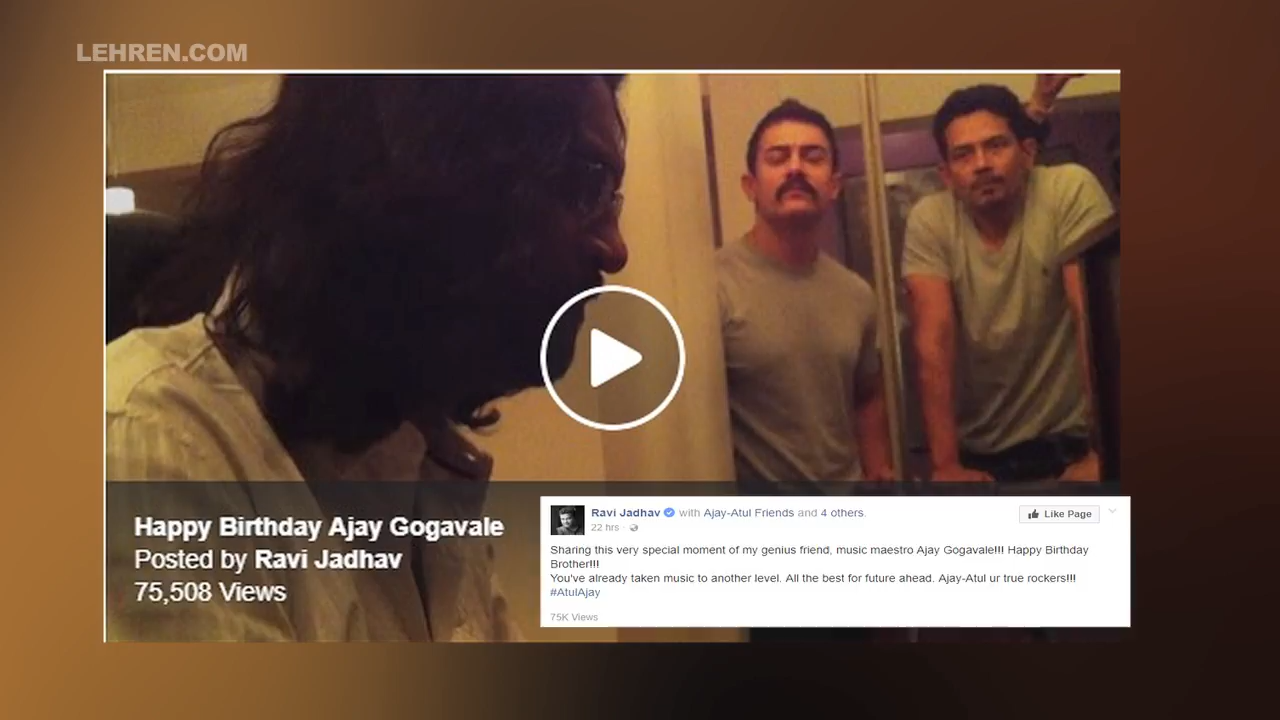 LEHREN.COM
Happy Birthday Ajay Gogavale
Posted by Ravi Jadhav
75,508 Views
Ravi Jadhav with Ajay-Atul Friends and 4 others.
22 hrs ·
Like Page
Sharing this very special moment of my genius friend, music maestro Ajay Gogavale!!! Happy Birthday
Brother!!!
You've already taken music to another level. All the best for future ahead. Ajay-Atul ur true rockers!!!
#AtulAjay
75K Views